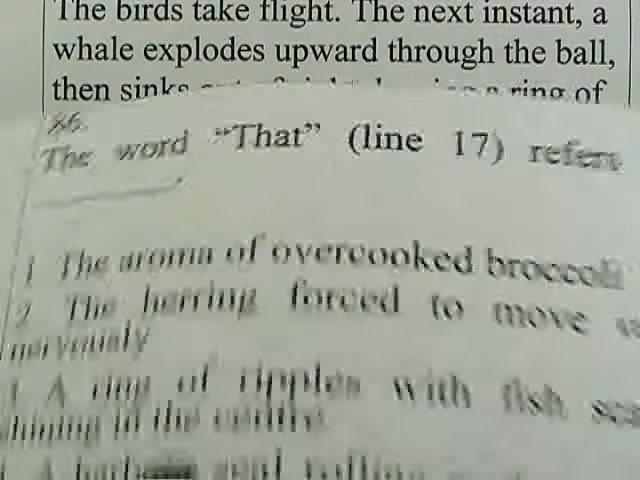 The birds take flight. The next instant, a
whale explodes upward through the ball,
then sinks ring of
The word "That" (line 17) refers
1 The aroma of overcooked broccoli
2 The herring forced to move
nervously
A ring of ripples with fish
in the centre
A